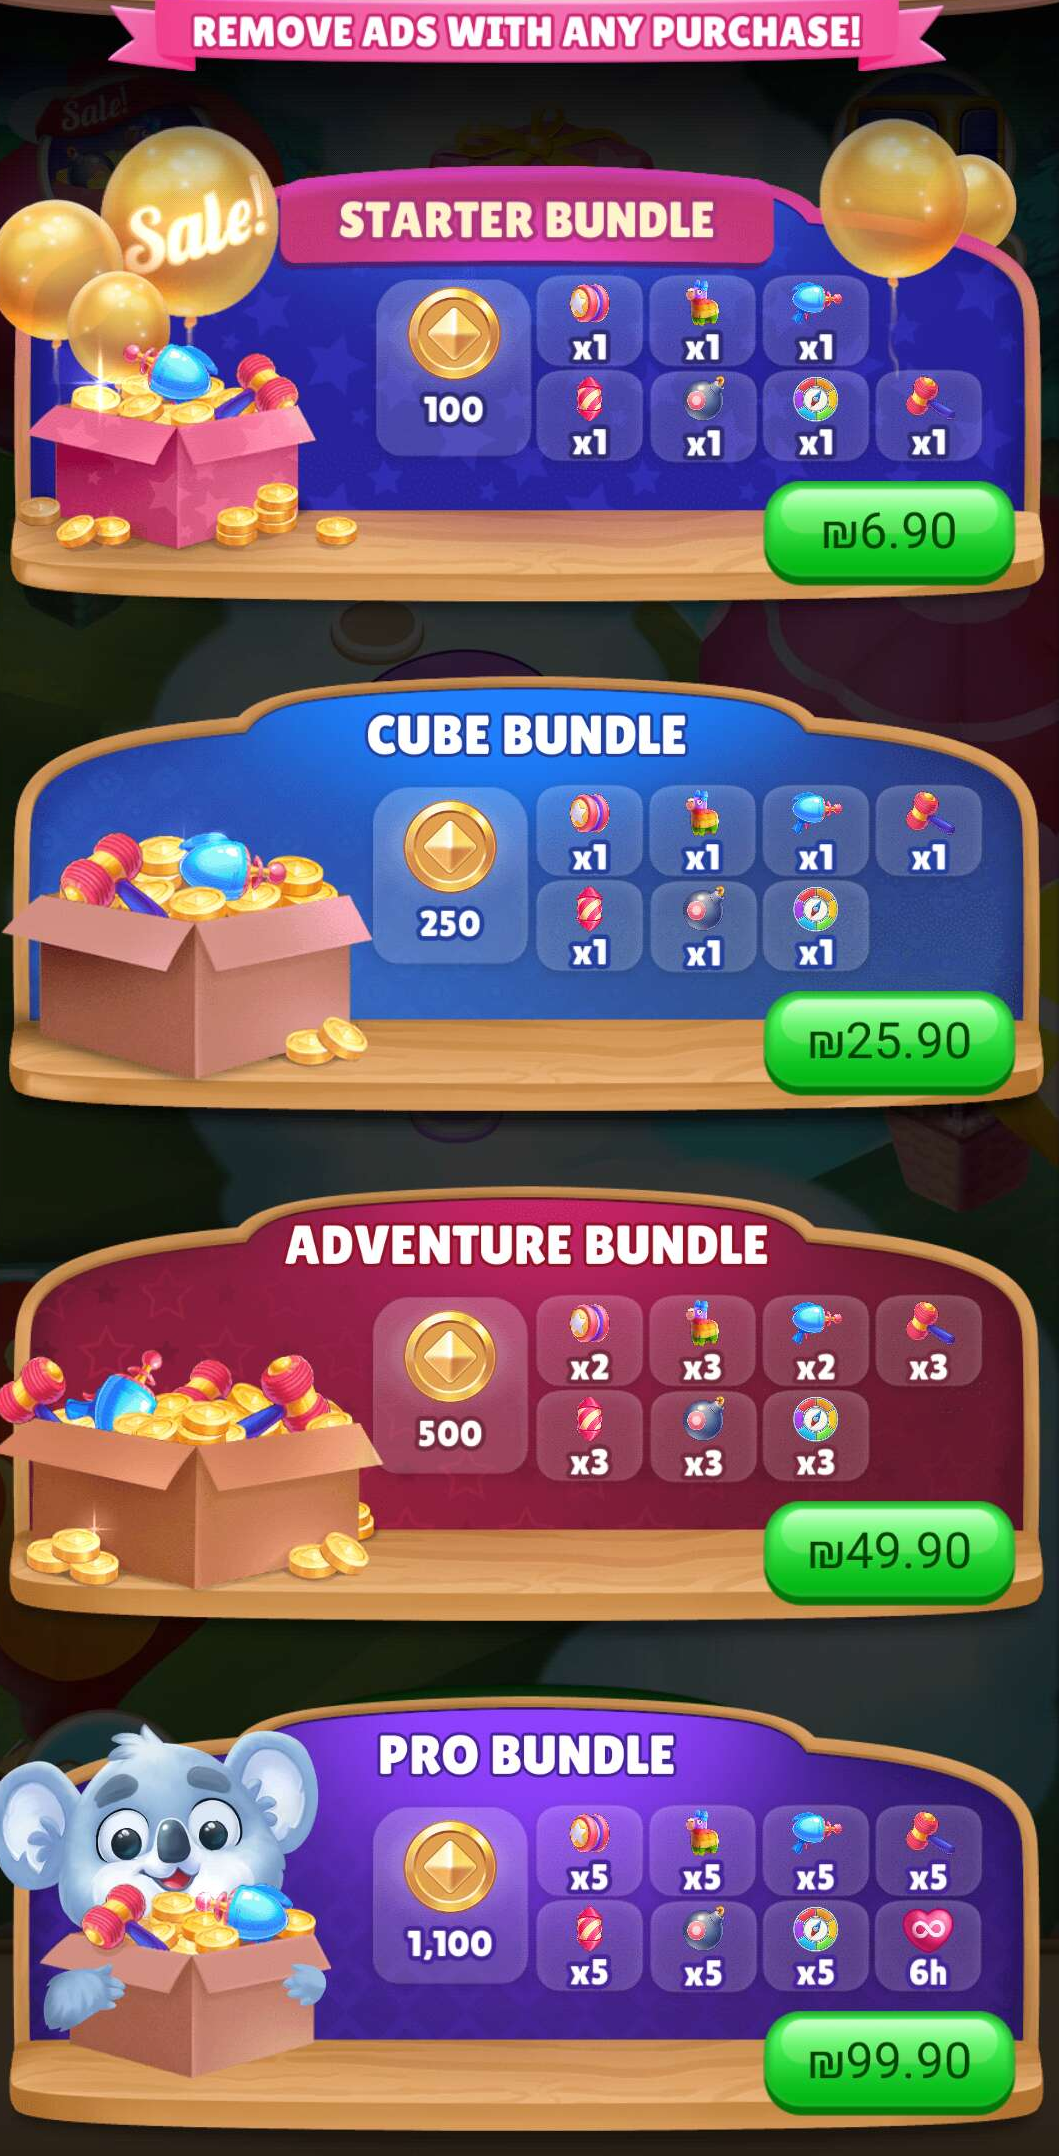 REMOVE ADS WITH ANY PURCHASE!
Sale!
Sale!
STARTER BUNDLE
100
x1 x1 x1
x1 x1 x1 x1
₪6.90
CUBE BUNDLE
250
x1 x1 x1 x1
x1 x1 x1
₪25.90
ADVENTURE BUNDLE
500
x2 x3 x2 x3
x3 x3 x3
₪49.90
PRO BUNDLE
1,100
x5 x5 x5 x5
x5 x5 x5 6h
₪99.90